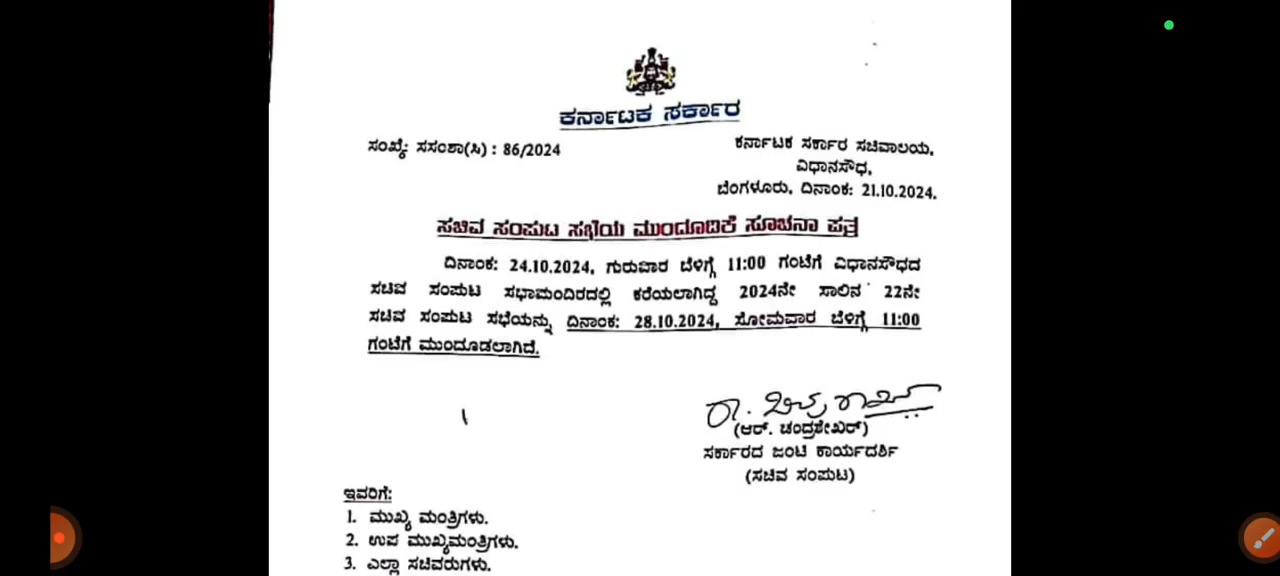 ಕರ್ನಾಟಕ ಸರ್ಕಾರ
ಸಂಖ್ಯೆ: ಸಸಂಶಾ(ಸಿ) : 86/2024
ಕರ್ನಾಟಕ ಸರ್ಕಾರ ಸಚಿವಾಲಯ,
ವಿಧಾನಸೌಧ,
ಬೆಂಗಳೂರು, ದಿನಾಂಕ: 21.10.2024.
ಸಚಿವ ಸಂಪುಟ ಸಭೆಯ ಮುಂದೂಡಿಕೆ ಸೂಚನಾ ಪತ್ರ
ದಿನಾಂಕ: 24.10.2024, ಗುರುವಾರ ಬೆಳಿಗ್ಗೆ 11:00 ಗಂಟೆಗೆ ವಿಧಾನಸೌಧದ
ಸಚಿವ ಸಂಪುಟ ಸಭಾಮಂದಿರದಲ್ಲಿ ಕರೆಯಲಾಗಿದ್ದ 2024ನೇ ಸಾಲಿನ 22ನೇ
ಸಚಿವ ಸಂಪುಟ ಸಭೆಯನ್ನು ದಿನಾಂಕ: 28.10.2024, ಸೋಮವಾರ ಬೆಳಿಗ್ಗೆ 11:00
ಗಂಟೆಗೆ ಮುಂದೂಡಲಾಗಿದೆ.
(ಆರ್. ಚಂದ್ರಶೇಖರ್)
ಸರ್ಕಾರದ ಜಂಟಿ ಕಾರ್ಯದರ್ಶಿ
(ಸಚಿವ ಸಂಪುಟ)
ಇವರಿಗೆ:
1. ಮುಖ್ಯ ಮಂತ್ರಿಗಳು.
2. ಉಪ ಮುಖ್ಯಮಂತ್ರಿಗಳು.
3. ಎಲ್ಲಾ ಸಚಿವರುಗಳು.